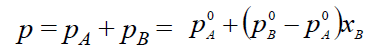 p = p_A + p_B = p_A^0 + (p_B^0 − p_A^0)x_B